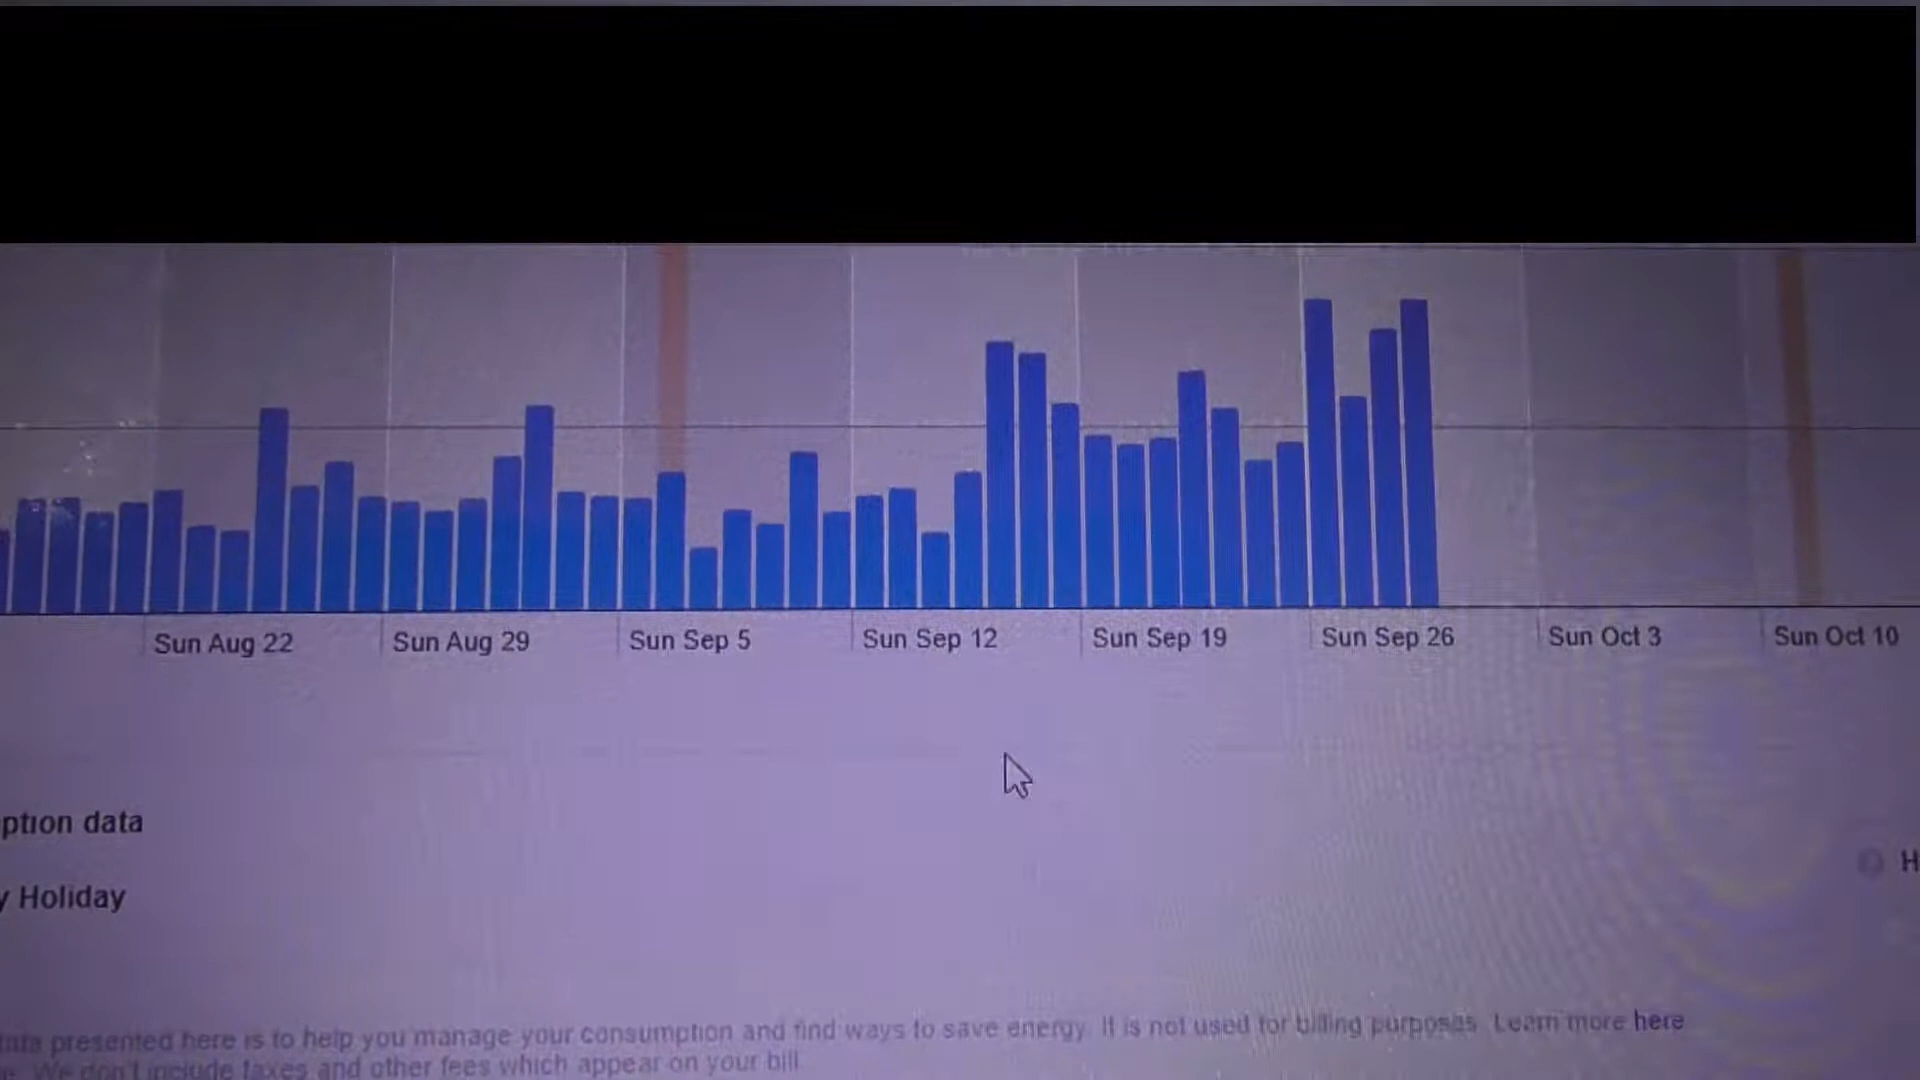 Sun Aug 22 Sun Aug 29 Sun Sep 5 Sun Sep 12 Sun Sep 19 Sun Sep 26 Sun Oct 3 Sun Oct 10
ption data
H
y Holiday
data presented here is to help you manage your consumption and find ways to save energy. It is not used for billing purposes. Learn more here
e. We don't include taxes and other fees which appear on your bill